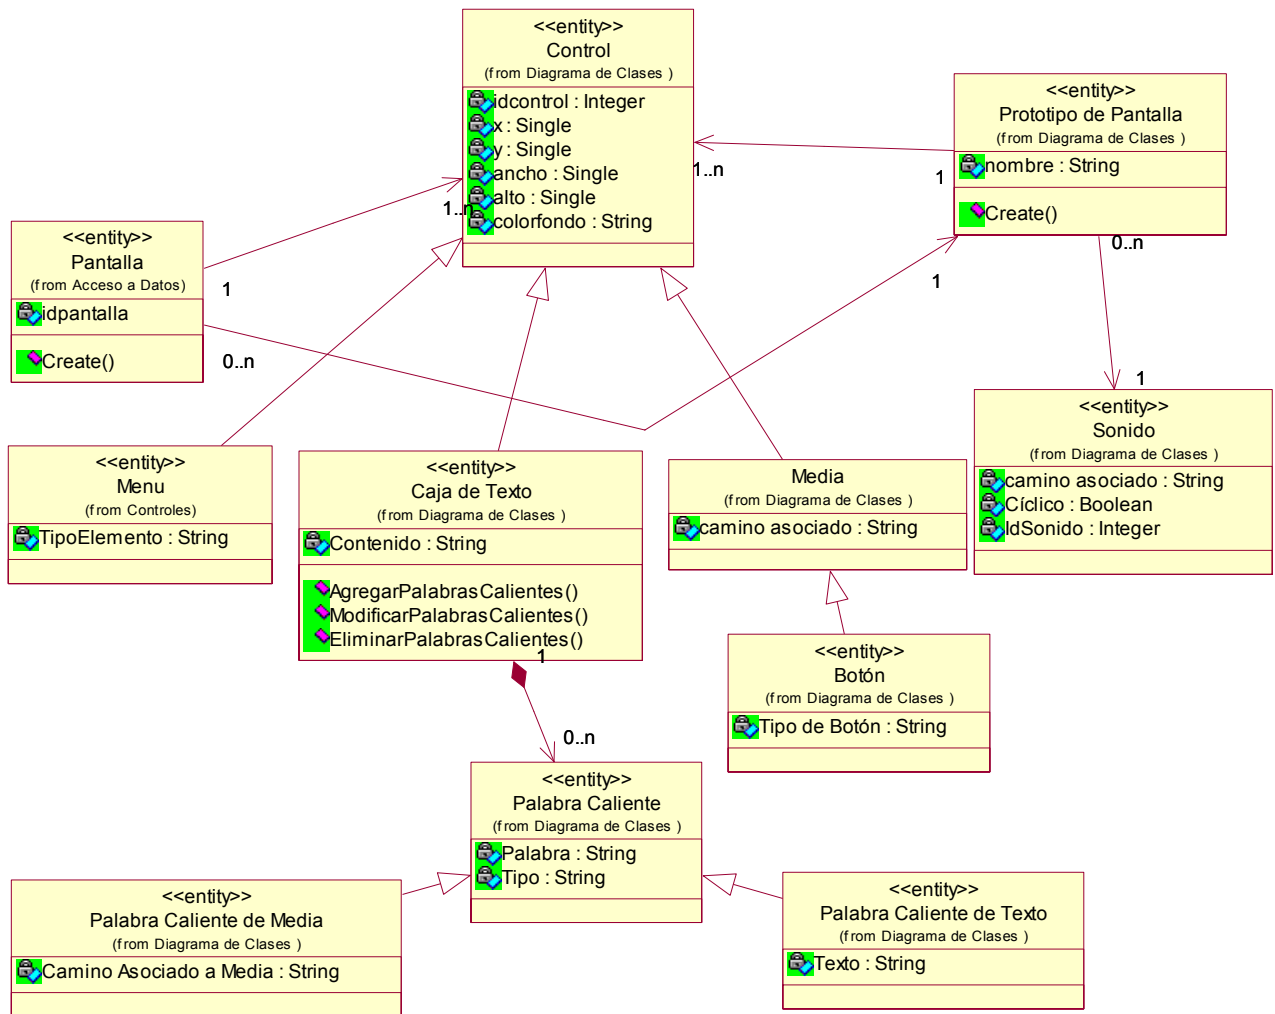 <<entity>>
Control
(from Diagrama de Clases )
idcontrol : Integer
x : Single
y : Single
ancho : Single
alto : Single
colorfondo : String
<<entity>>
Prototipo de Pantalla
(from Diagrama de Clases )
nombre : String
Create()
1..n
1
1..n
1
0..n
1
0..n
1
<<entity>>
Pantalla
(from Acceso a Datos)
idpantalla
Create()
<<entity>>
Sonido
(from Diagrama de Clases )
camino asociado : String
Cíclico : Boolean
IdSonido : Integer
<<entity>>
Menu
(from Controles)
TipoElemento : String
<<entity>>
Caja de Texto
(from Diagrama de Clases )
Contenido : String
AgregarPalabrasCalientes()
ModificarPalabrasCalientes()
EliminarPalabrasCalientes()
Media
(from Diagrama de Clases )
camino asociado : String
<<entity>>
Botón
(from Diagrama de Clases )
Tipo de Botón : String
1
0..n
<<entity>>
Palabra Caliente
(from Diagrama de Clases )
Palabra : String
Tipo : String
<<entity>>
Palabra Caliente de Media
(from Diagrama de Clases )
Camino Asociado a Media : String
<<entity>>
Palabra Caliente de Texto
(from Diagrama de Clases )
Texto : String